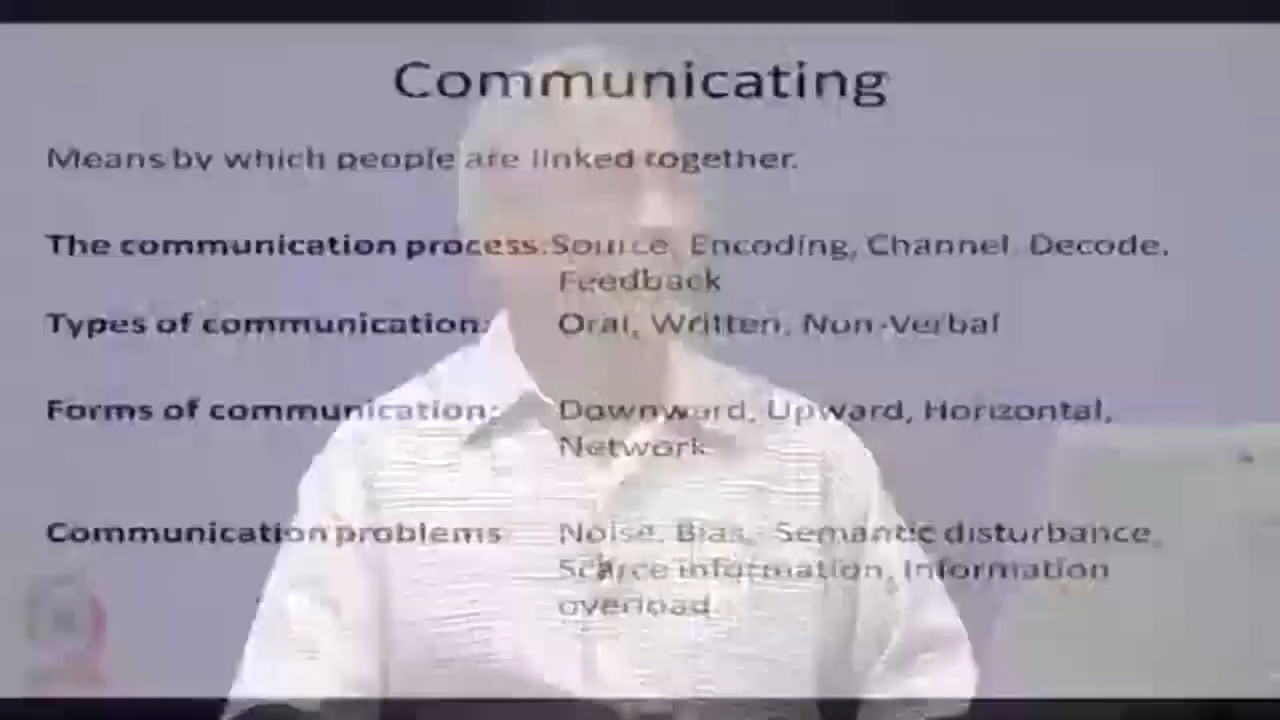 Communicating
Means by which people are linked together.
The communication process: Source, Encoding, Channel, Decode,
Feedback
Types of communication: Oral, Written, Non-Verbal
Forms of communication: Downward, Upward, Horizontal,
Network
Communication problems: Noise, Bias, Semantic disturbance,
Scarce information, Information
overload.